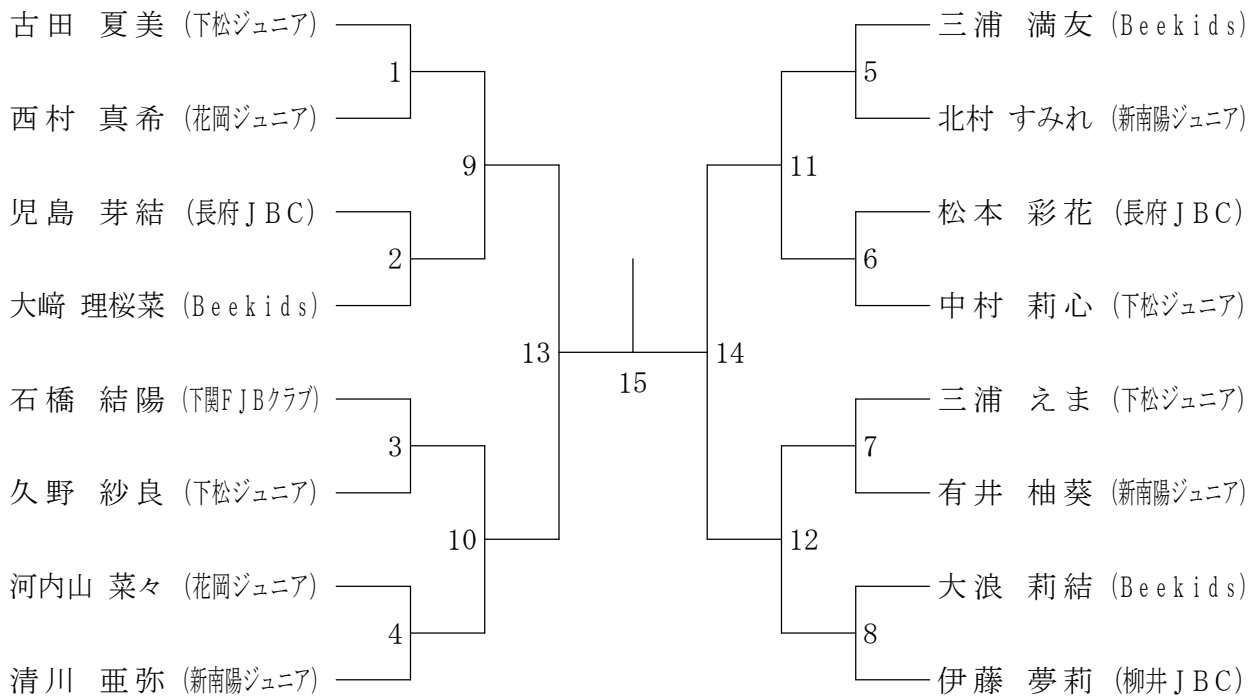 古田 夏美 (下松ジュニア)
西村 真希 (花岡ジュニア)
児島 芽結 (長府JBC)
大﨑 理桜菜 (Beekids)
石橋 結陽 (下関FJBクラブ)
久野 紗良 (下松ジュニア)
河内山 菜々 (花岡ジュニア)
清川 亜弥 (新南陽ジュニア)
1
2
3
4
9
10
13
15
14
11
12
5
6
7
8
三浦 満友 (Beekids)
北村 すみれ (新南陽ジュニア)
松本 彩花 (長府JBC)
中村 莉心 (下松ジュニア)
三浦 えま (下松ジュニア)
有井 柚葵 (新南陽ジュニア)
大浪 莉結 (Beekids)
伊藤 夢莉 (柳井JBC)